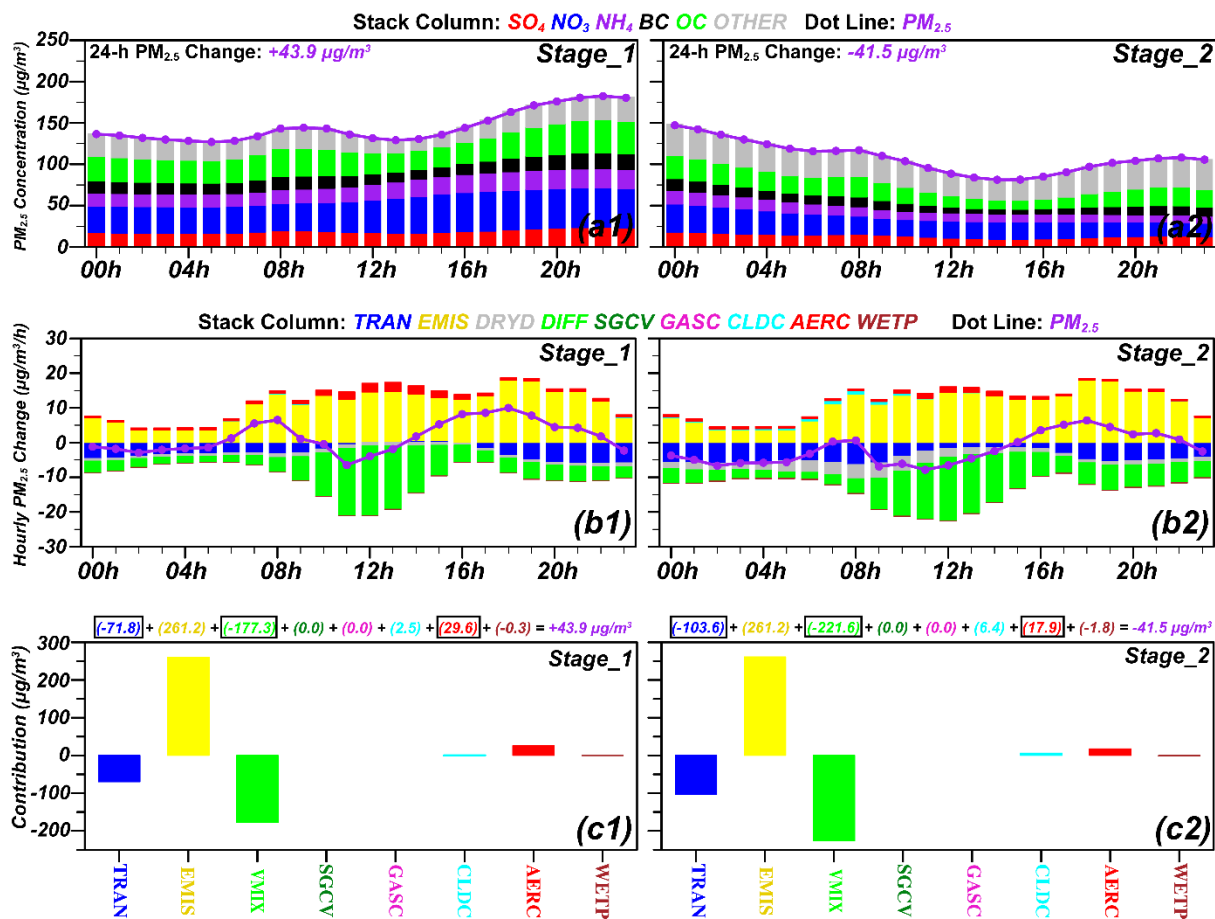 Stack Column: SO₄ NO₃ NH₄ BC OC OTHER Dot Line: PM₂.₅
PM₂.₅ Concentration (μg/m³)
250
200
150
100
50
0
24-h PM₂.₅ Change: +43.9 μg/m³
Stage_1
(a1)
00h 04h 08h 12h 16h 20h
24-h PM₂.₅ Change: -41.5 μg/m³
Stage_2
(a2)
00h 04h 08h 12h 16h 20h
Stack Column: TRAN EMIS DRYD DIFF SGCV GASC CLDC AERC WETP Dot Line: PM₂.₅
Hourly PM₂.₅ Change (μg/m³/h)
30
20
10
0
-10
-20
-30
Stage_1
(b1)
00h 04h 08h 12h 16h 20h
Stage_2
(b2)
00h 04h 08h 12h 16h 20h
(-71.8) + (261.2) + (-177.3) + (0.0) + (0.0) + (2.5) + (29.6) + (-0.3) = +43.9 μg/m³
(-103.6) + (261.2) + (-221.6) + (0.0) + (0.0) + (6.4) + (17.9) + (-1.8) = -41.5 μg/m³
Contribution (μg/m³)
300
200
100
0
-100
-200
Stage_1
(c1)
TRAN EMIS VMIX SGCV GASC CLDC AERC WETP
Stage_2
(c2)
TRAN EMIS VMIX SGCV GASC CLDC AERC WETP